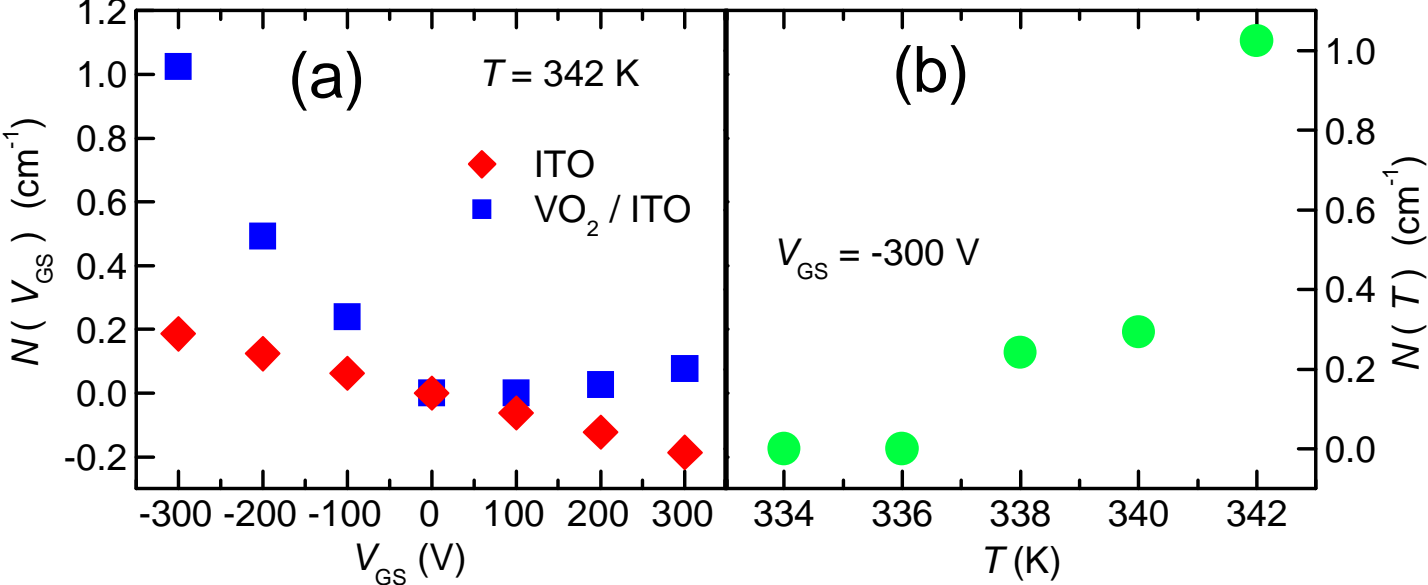 (a)
T = 342 K
ITO
VO2 / ITO
1.2
1.0
0.8
0.6
0.4
0.2
0.0
-0.2
N( VGS) (cm-1)
-300 -200 -100 0 100 200 300
VGS (V)
(b)
VGS = -300 V
1.0
0.8
0.6
0.4
0.2
0.0
N( T) (cm-1)
334 336 338 340 342
T (K)